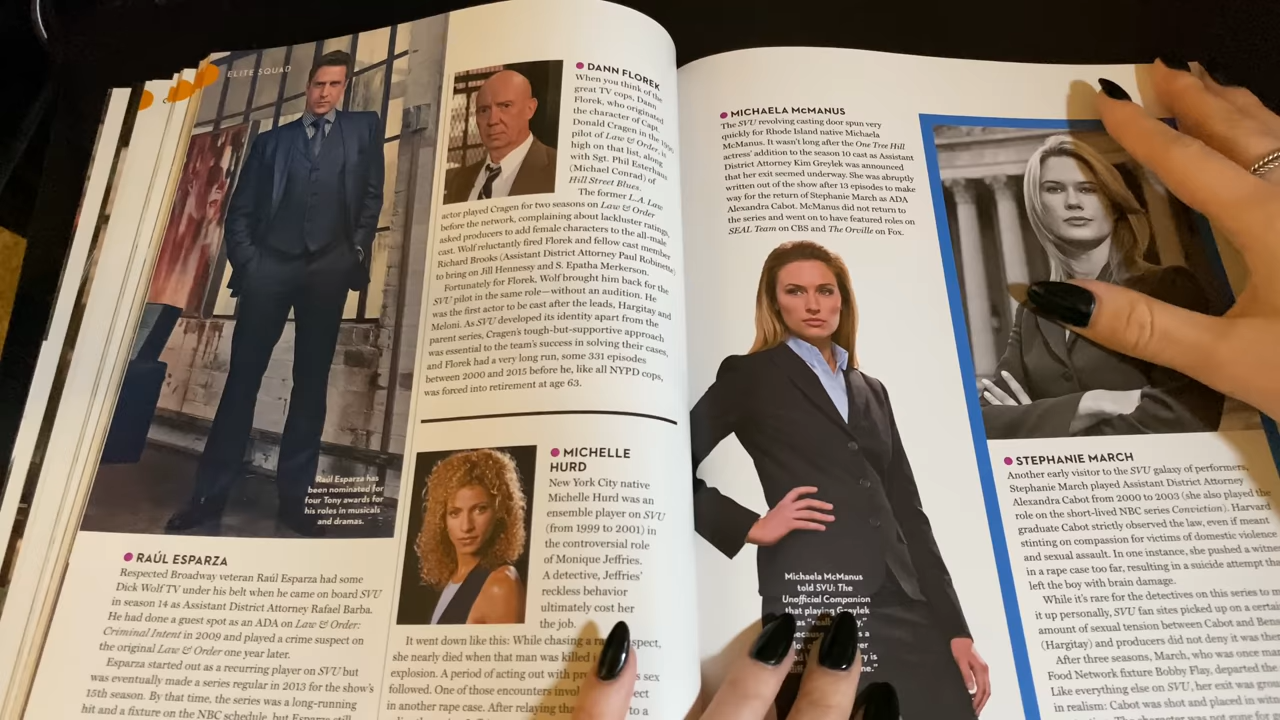 ELITE SQUAD
Raúl Esparza has
been nominated for
four Tony awards for
his roles in musicals
and dramas.
RAÚL ESPARZA
Respected Broadway veteran Raúl Esparza had some
Dick Wolf TV under his belt when he came on board SVU
in season 14 as Assistant District Attorney Rafael Barba.
He had done a guest spot as an ADA on Law & Order:
Criminal Intent in 2009 and played a crime suspect on
the original Law & Order one year later.
Esparza started out as a recurring player on SVU but
was eventually made a series regular in 2013 for the show's
15th season. By that time, the series was a long-running
hit and a fixture on the NBC schedule, but Esparza still
DANN FLOREK
When you think of the
great TV cops, Dann
Florek, who originated
the character of Capt.
Donald Cragen in the
pilot of Law & Order, is
high on that list, along
with Sgt. Phil Esterhaus
(Michael Conrad) of
Hill Street Blues.
The former L.A. Law
actor played Cragen for two seasons on Law & Order
before the network, complaining about lackluster ratings,
asked producers to add female characters to the all-male
cast. Wolf reluctantly fired Florek and fellow cast member
Richard Brooks (Assistant District Attorney Paul Robinette)
to bring on Jill Hennessy and S. Epatha Merkerson.
Fortunately for Florek, Wolf brought him back for the
SVU pilot in the same role—without an audition. He
was the first actor to be cast after the leads, Hargitay and
Meloni. As SVU developed its identity apart from the
parent series, Cragen's tough-but-supportive approach
was essential to the team's success in solving their cases,
and Florek had a very long run, some 331 episodes
between 2000 and 2015 before he, like all NYPD cops,
was forced into retirement at age 63.
MICHELLE
HURD
New York City native
Michelle Hurd was an
ensemble player on SVU
(from 1999 to 2001) in
the controversial role
of Monique Jeffries.
A detective, Jeffries'
reckless behavior
ultimately cost her
the job.
It went down like this: While chasing a
she nearly died when that man was killed
explosion. A period of acting out with sex
followed. One of those encounters
in another rape case. After relaying to a
MICHAELA McMANUS
The SVU revolving casting door spun very
quickly for Rhode Island native Michaela
McManus. It wasn't long after the One Tree Hill
actress' addition to the season 10 cast as Assistant
District Attorney Kim Greylek was announced
that her exit seemed underway. She was abruptly
written out of the show after 13 episodes to make
way for the return of Stephanie March as ADA
Alexandra Cabot. McManus did not return to
the series and went on to have featured roles on
SEAL Team on CBS and The Orville on Fox.
Michaela McManus
told SVU: The
Unofficial Companion
that playing Greylek
STEPHANIE MARCH
Another early visitor to the SVU galaxy of performers,
Stephanie March played Assistant District Attorney
Alexandra Cabot from 2000 to 2003 (she also played the
role on the short-lived NBC series Conviction). Harvard
graduate Cabot strictly observed the law, even if meant
stinting on compassion for victims of domestic violence
and sexual assault. In one instance, she pushed a witness
in a rape case too far, resulting in a suicide attempt that
left the boy with brain damage.
While it's rare for the detectives on this series to
it up personally, SVU fan sites picked up on a certain
amount of sexual tension between Cabot and
(Hargitay) and producers did not deny it was there
After three seasons, March, who was once
Food Network fixture Bobby Flay, departed the
Like everything else on SVU, her exit was
in realism: Cabot was shot and placed in